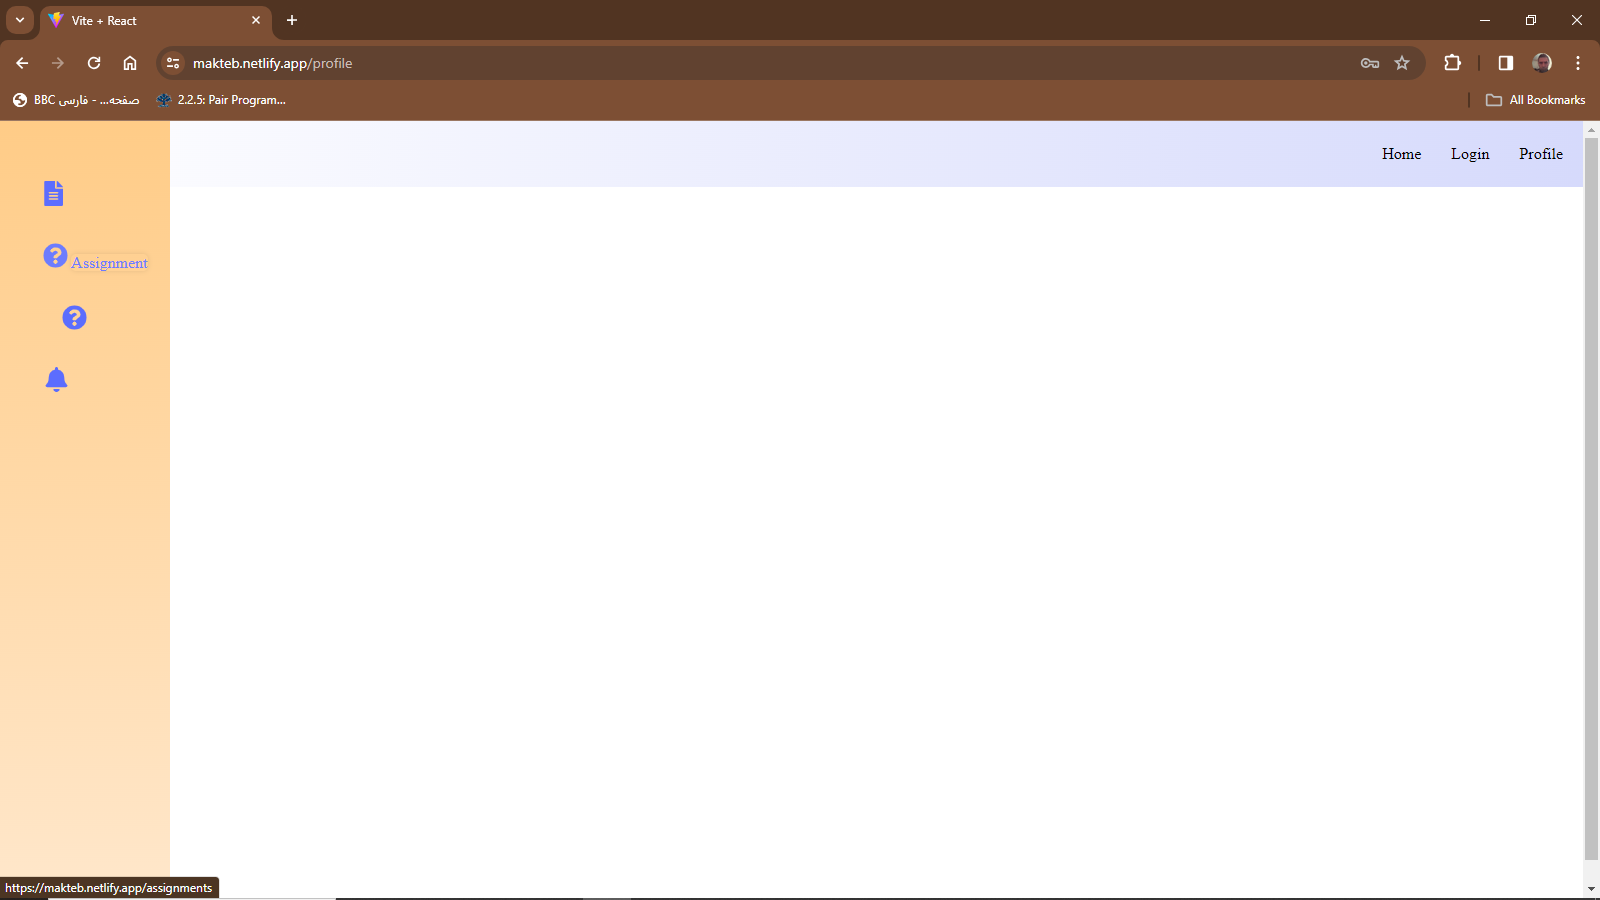 Vite + React
makteb.netlify.app/profile
BBC صفحه... - فارسی
2.2.5: Pair Program...
All Bookmarks
Home Login Profile
Assignment
https://makteb.netlify.app/assignments